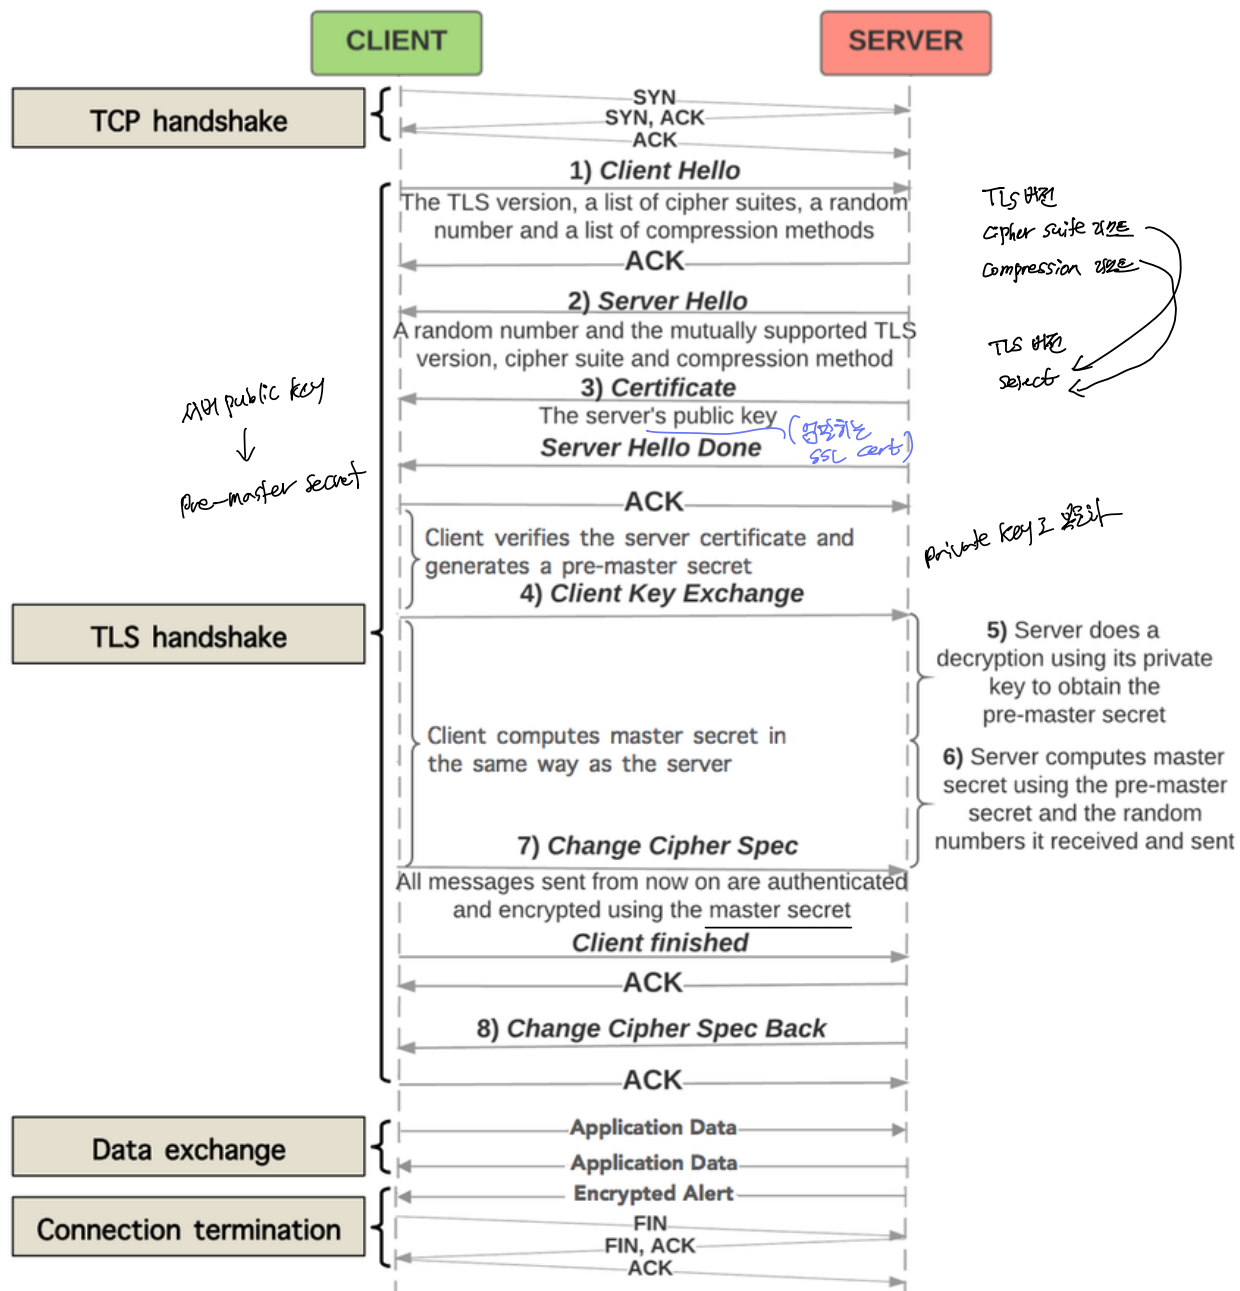 CLIENT
SERVER
TCP handshake
SYN
SYN, ACK
ACK
1) Client Hello
The TLS version, a list of cipher suites, a random
number and a list of compression methods
ACK
TLS 버전
cipher suite 리스트
compression 리스트
2) Server Hello
A random number and the mutually supported TLS
version, cipher suite and compression method
TLS 버전
select
3) Certificate
The server's public key
SSL cert)
서버 public key
Pre-master secret
Server Hello Done
ACK
Client verifies the server certificate and
generates a pre-master secret
private key로 복호화
4) Client Key Exchange
TLS handshake
5) Server does a
decryption using its private
key to obtain the
pre-master secret
Client computes master secret in
the same way as the server
6) Server computes master
secret using the pre-master
secret and the random
numbers it received and sent
7) Change Cipher Spec
All messages sent from now on are authenticated
and encrypted using the master secret
Client finished
ACK
8) Change Cipher Spec Back
ACK
Data exchange
Application Data
Application Data
Connection termination
Encrypted Alert
FIN
FIN, ACK
ACK